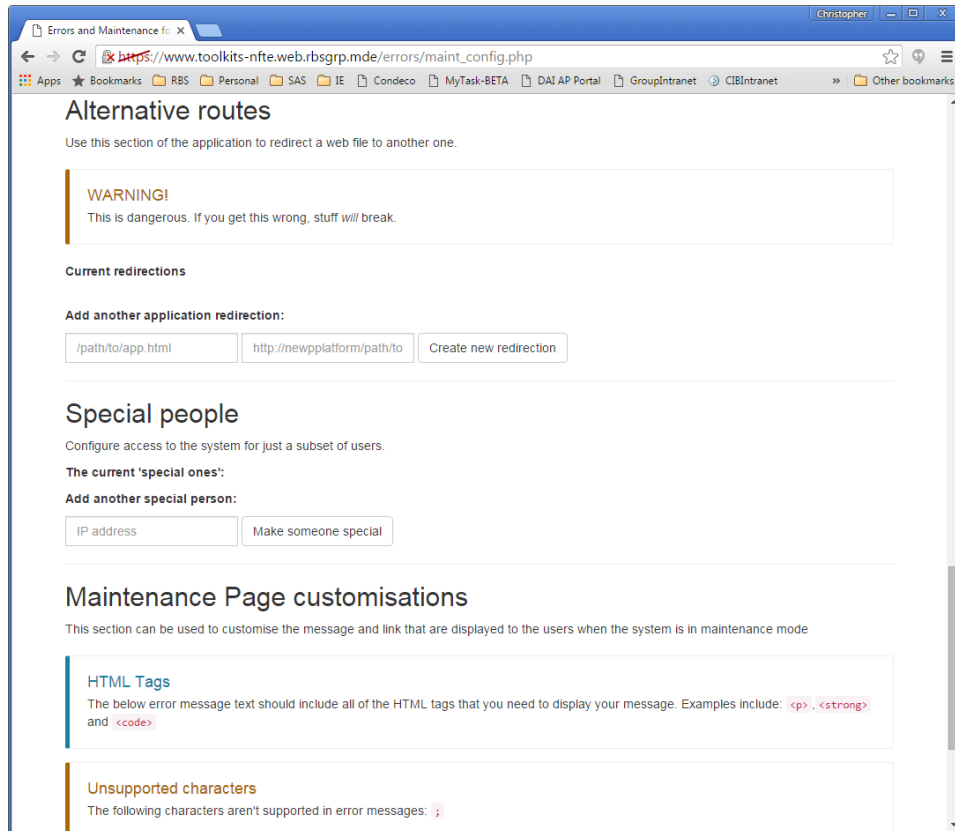 Christopher
Errors and Maintenance fo
https://www.toolkits-nfte.web.rbsgrp.mde/errors/maint_config.php
Apps Bookmarks RBS Personal SAS IE Condeco MyTask-BETA DAI AP Portal GroupIntranet CIBIntranet » Other bookmarks
Alternative routes
Use this section of the application to redirect a web file to another one.
WARNING!
This is dangerous. If you get this wrong, stuff will break.
Current redirections
Add another application redirection:
/path/to/app.html http://newpplatform/path/to Create new redirection
Special people
Configure access to the system for just a subset of users.
The current 'special ones':
Add another special person:
IP address Make someone special
Maintenance Page customisations
This section can be used to customise the message and link that are displayed to the users when the system is in maintenance mode
HTML Tags
The below error message text should include all of the HTML tags that you need to display your message. Examples include: <p> , <strong>
and <code>
Unsupported characters
The following characters aren't supported in error messages: ;